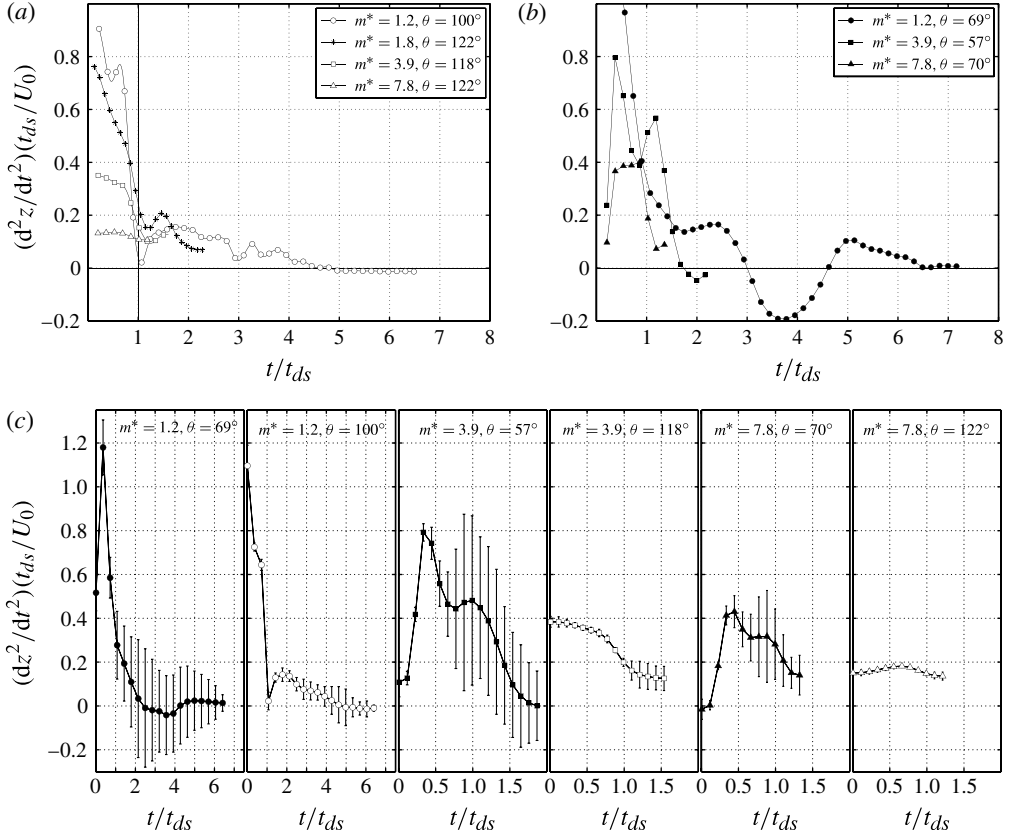 (a)
m* = 1.2, θ = 100°
m* = 1.8, θ = 122°
m* = 3.9, θ = 118°
m* = 7.8, θ = 122°
0.8
0.6
0.4
0.2
0
−0.2
1 2 3 4 5 6 7 8
(d²z/dt²)(t_ds/U₀)
t/t_ds
(b)
m* = 1.2, θ = 69°
m* = 3.9, θ = 57°
m* = 7.8, θ = 70°
0.8
0.6
0.4
0.2
0
−0.2
1 2 3 4 5 6 7 8
t/t_ds
(c)
m* = 1.2, θ = 69°
m* = 1.2, θ = 100°
m* = 3.9, θ = 57°
m* = 3.9, θ = 118°
m* = 7.8, θ = 70°
m* = 7.8, θ = 122°
1.2
1.0
0.8
0.6
0.4
0.2
0
−0.2
(dz²/dt²)(t_ds/U₀)
0 2 4 6
0 2 4 6
0 0.5 1.0 1.5
0 0.5 1.0 1.5
0 0.5 1.0 1.5
0 0.5 1.0 1.5
t/t_ds
t/t_ds
t/t_ds
t/t_ds
t/t_ds
t/t_ds